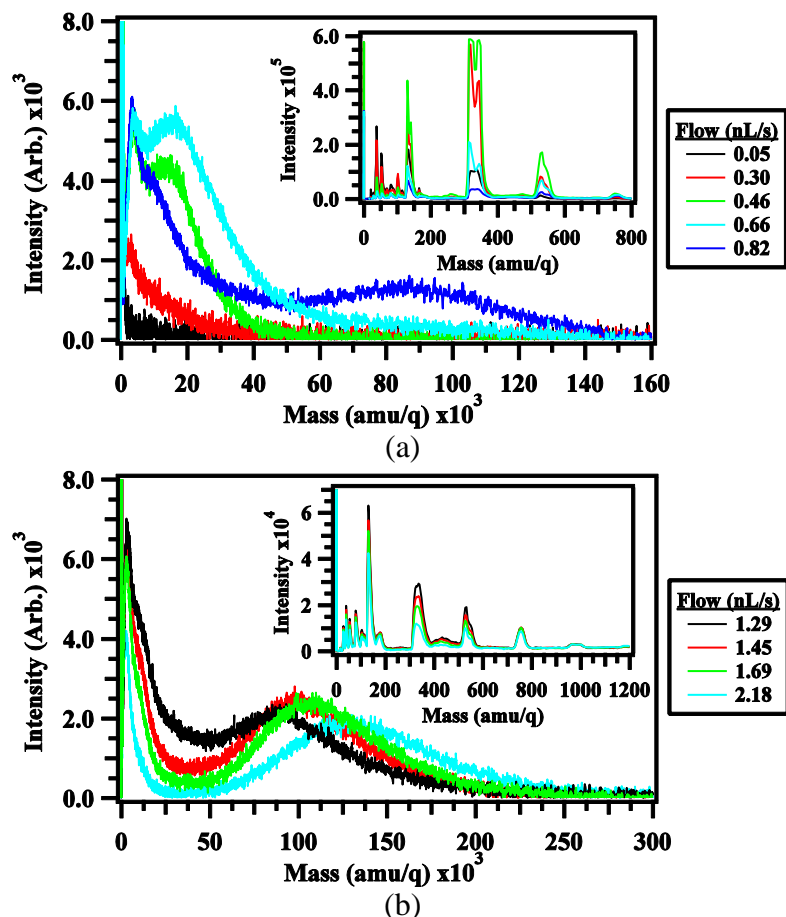 8.0
6.0
4.0
2.0
0.0
Intensity (Arb.) x10³
0 20 40 60 80 100 120 140 160
Mass (amu/q) x10³
6.0
4.0
2.0
0.0
Intensity x10⁵
0 200 400 600 800
Mass (amu/q)
Flow (nL/s)
0.05
0.30
0.46
0.66
0.82
(a)
8.0
6.0
4.0
2.0
0.0
Intensity (Arb.) x10³
0 50 100 150 200 250 300
Mass (amu/q) x10³
6
4
2
0
Intensity x10⁴
0 200 400 600 800 1000 1200
Mass (amu/q)
Flow (nL/s)
1.29
1.45
1.69
2.18
(b)